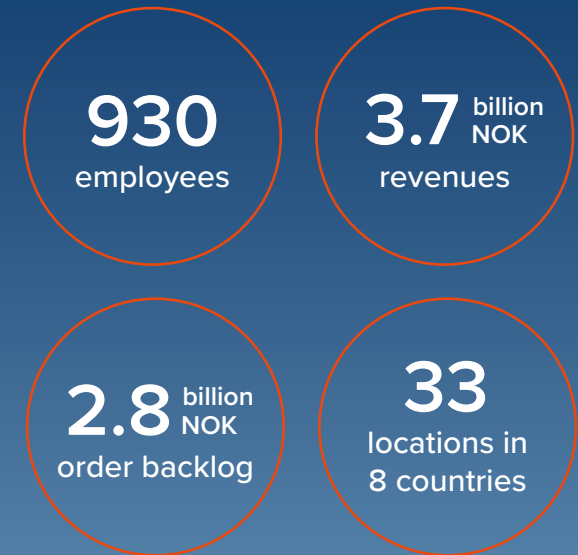 930
employees
3.7 billion NOK
revenues
2.8 billion NOK
order backlog
33
locations in
8 countries